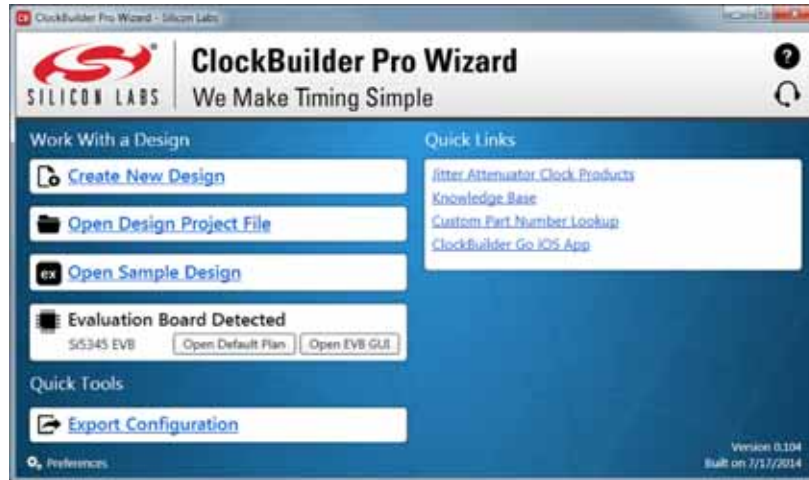 ClockBuilder Pro Wizard - Silicon Labs
SILICON LABS
ClockBuilder Pro Wizard
We Make Timing Simple
Work With a Design
Create New Design
Open Design Project File
ex Open Sample Design
Evaluation Board Detected
Si5345 EVB Open Default Plan Open EVB GUI
Quick Tools
Export Configuration
Preferences
Quick Links
Jitter Attenuator Clock Products
Knowledge Base
Custom Part Number Lookup
ClockBuilder Go iOS App
Version 0.104
Built on 7/17/2014